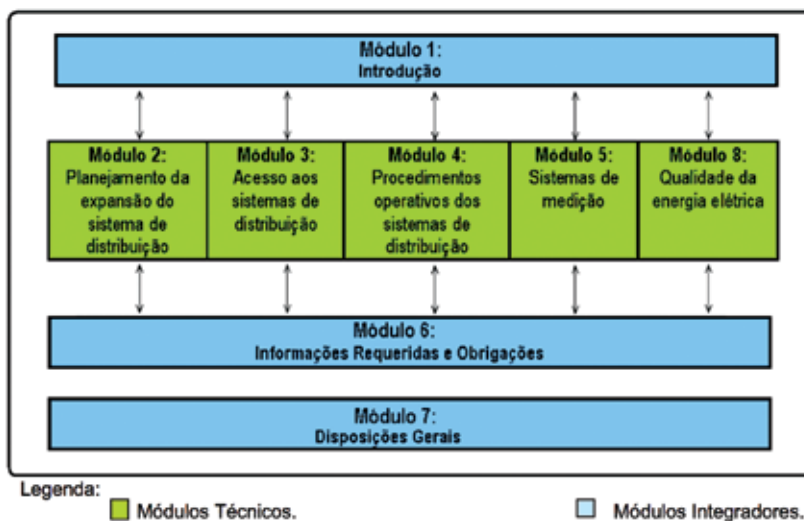 Módulo 1:
Introdução
Módulo 2:
Planejamento da
expansão do
sistema de
distribuição
Módulo 3:
Acesso aos
sistemas de
distribuição
Módulo 4:
Procedimentos
operativos dos
sistemas de
distribuição
Módulo 5:
Sistemas de
medição
Módulo 8:
Qualidade da
energia elétrica
Módulo 6:
Informações Requeridas e Obrigações
Módulo 7:
Disposições Gerais
Legenda:
Módulos Técnicos.
Módulos Integradores.